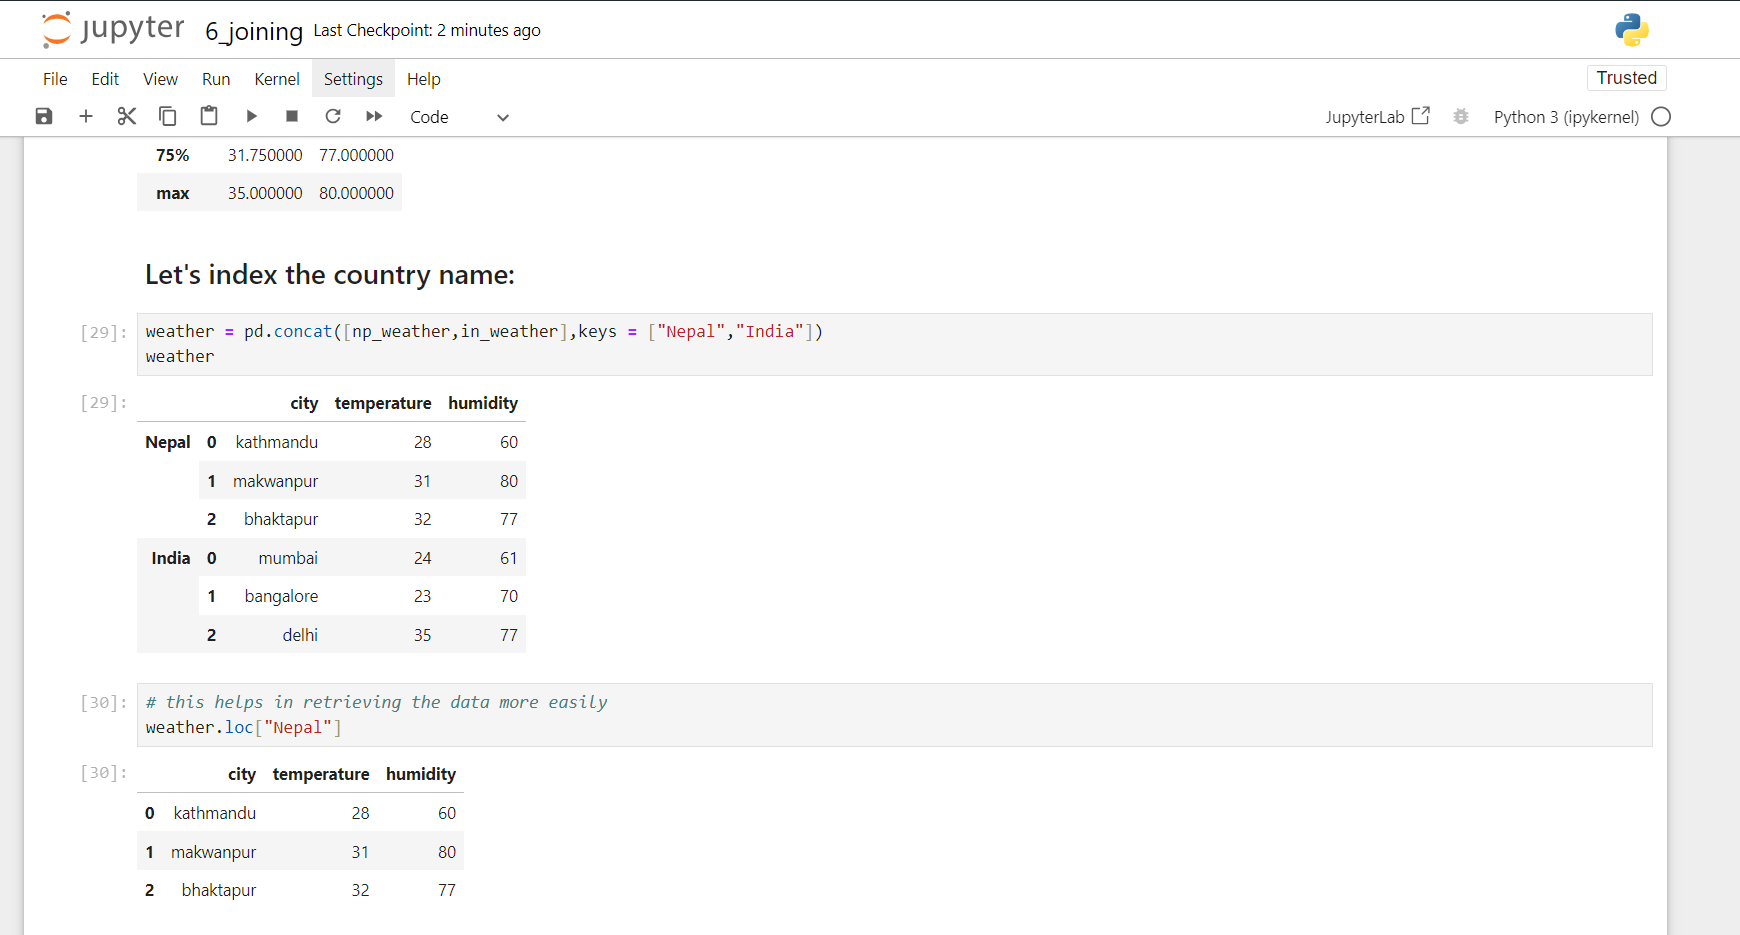 jupyter 6_joining Last Checkpoint: 2 minutes ago
File Edit View Run Kernel Settings Help Trusted
Code JupyterLab Python 3 (ipykernel)
75% 31.750000 77.000000
max 35.000000 80.000000
Let's index the country name:
[29]: weather = pd.concat([np_weather,in_weather],keys = ["Nepal","India"])
weather
[29]: city temperature humidity
Nepal 0 kathmandu 28 60
1 makwanpur 31 80
2 bhaktapur 32 77
India 0 mumbai 24 61
1 bangalore 23 70
2 delhi 35 77
[30]: # this helps in retrieving the data more easily
weather.loc["Nepal"]
[30]: city temperature humidity
0 kathmandu 28 60
1 makwanpur 31 80
2 bhaktapur 32 77